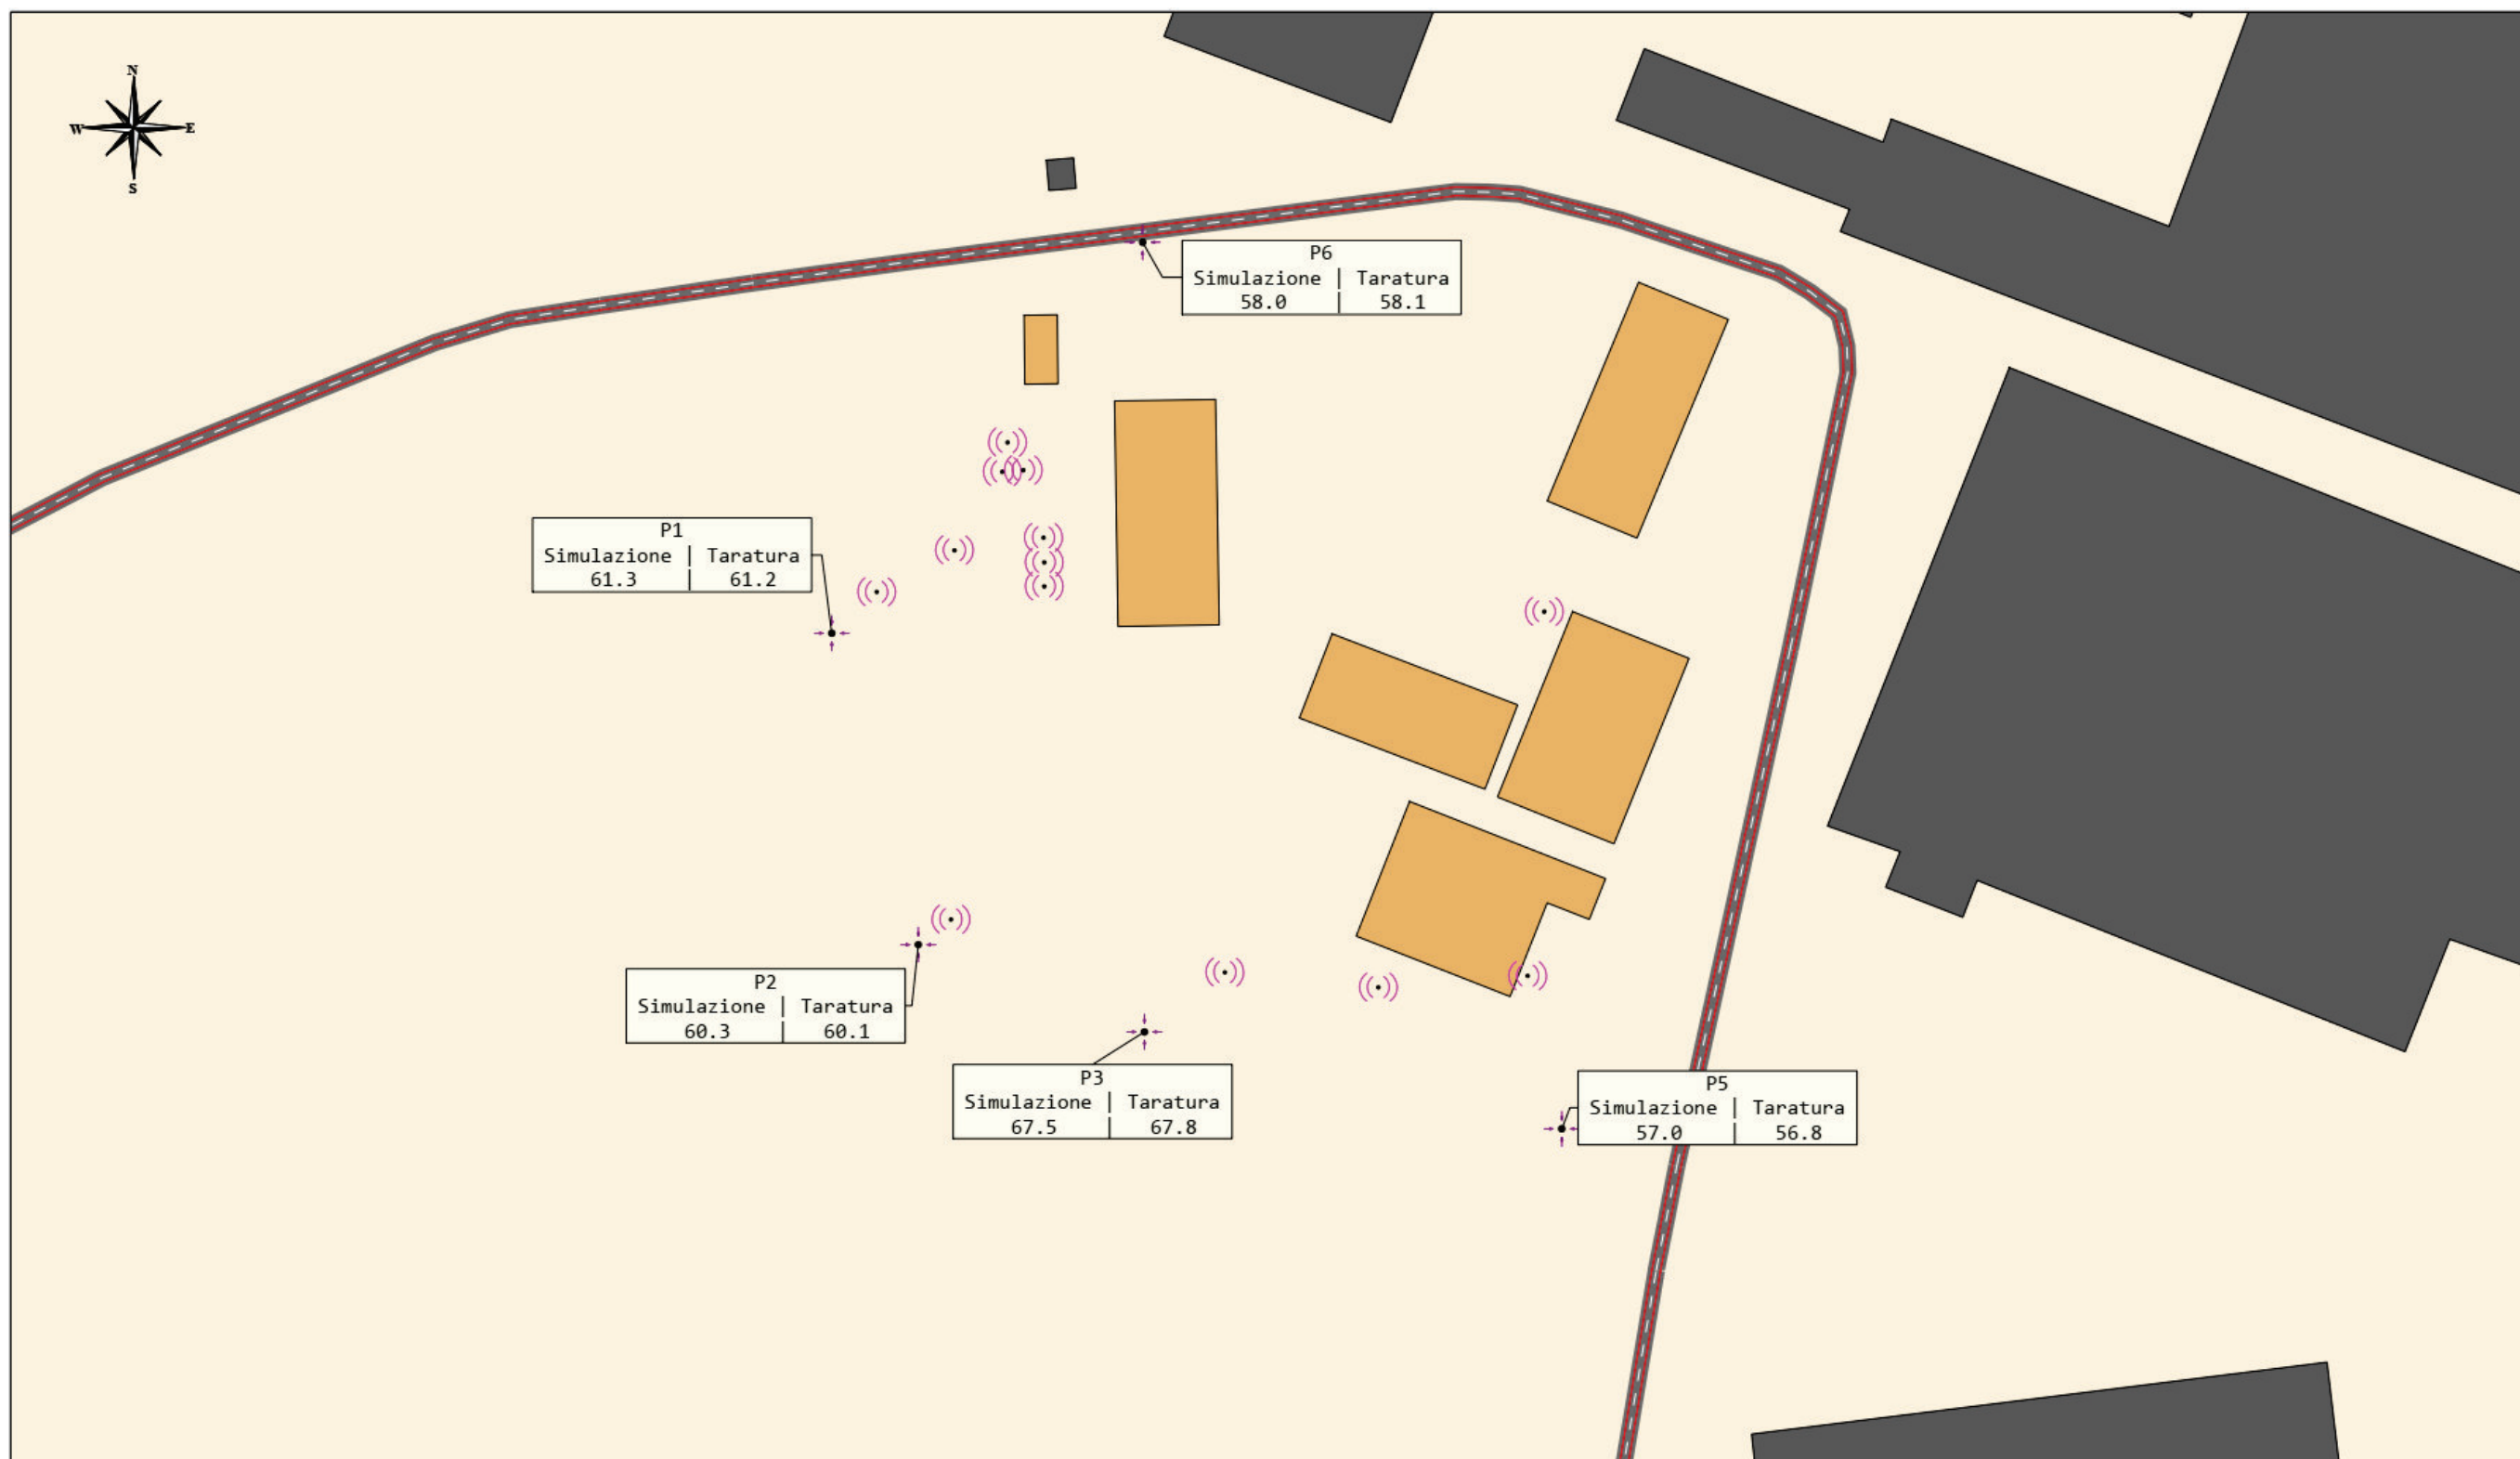 N
W E
S
P6
Simulazione | Taratura
58.0 | 58.1
P1
Simulazione | Taratura
61.3 | 61.2
P2
Simulazione | Taratura
60.3 | 60.1
P3
Simulazione | Taratura
67.5 | 67.8
P5
Simulazione | Taratura
57.0 | 56.8